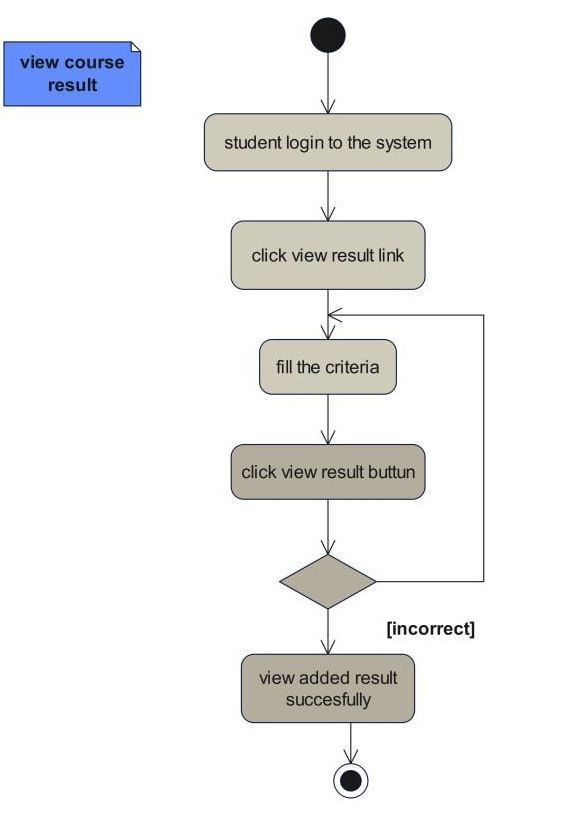 view course
result
student login to the system
click view result link
fill the criteria
click view result buttun
[incorrect]
view added result
succesfully